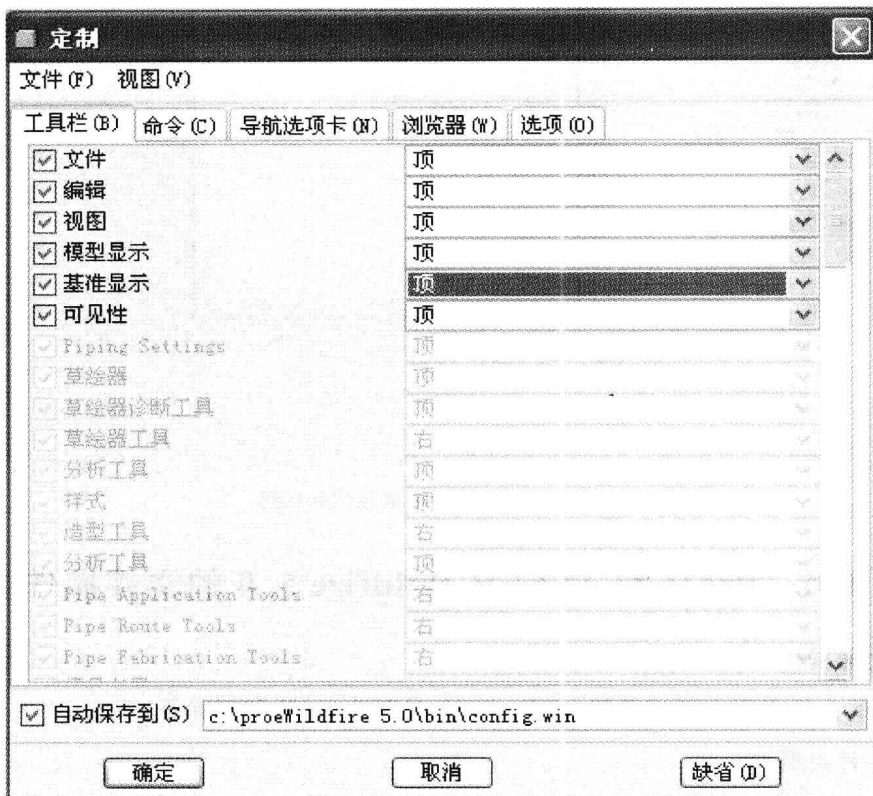 定制
文件(F) 视图(V)
工具栏(B) 命令(C) 导航选项卡(N) 浏览器(W) 选项(O)
文件 顶
编辑 顶
视图 顶
模型显示 顶
基准显示 顶
可见性 顶
Piping Settings 顶
草绘器 顶
草绘器诊断工具 顶
草绘器工具 右
分析工具 顶
样式 顶
造型工具 右
分析工具 顶
Pipe Application Tools 右
Pipe Route Tools 右
Pipe Fabrication Tools 右
自动保存到(S) c:\proeWildfire 5.0\bin\config.win
确定 取消 缺省(D)